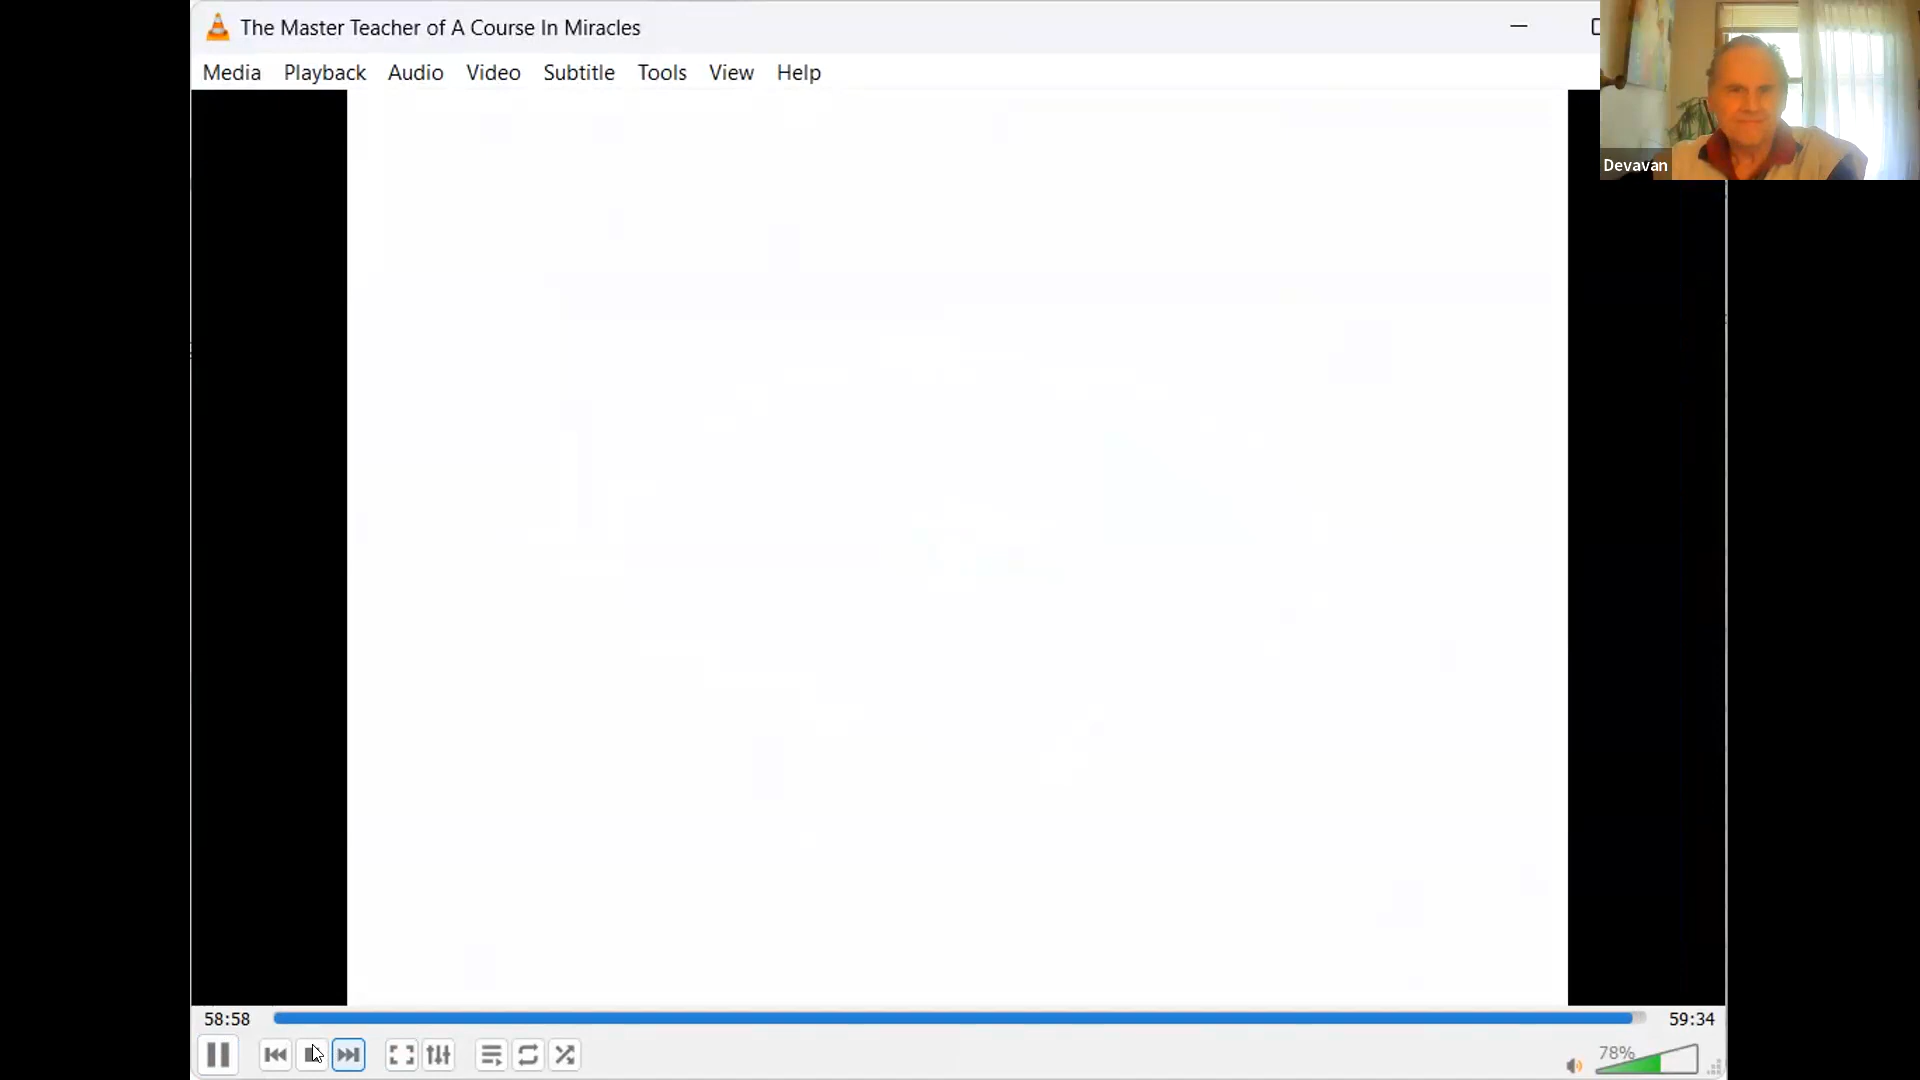 The Master Teacher of A Course In Miracles
Media Playback Audio Video Subtitle Tools View Help
Devavan
58:58
59:34
78%